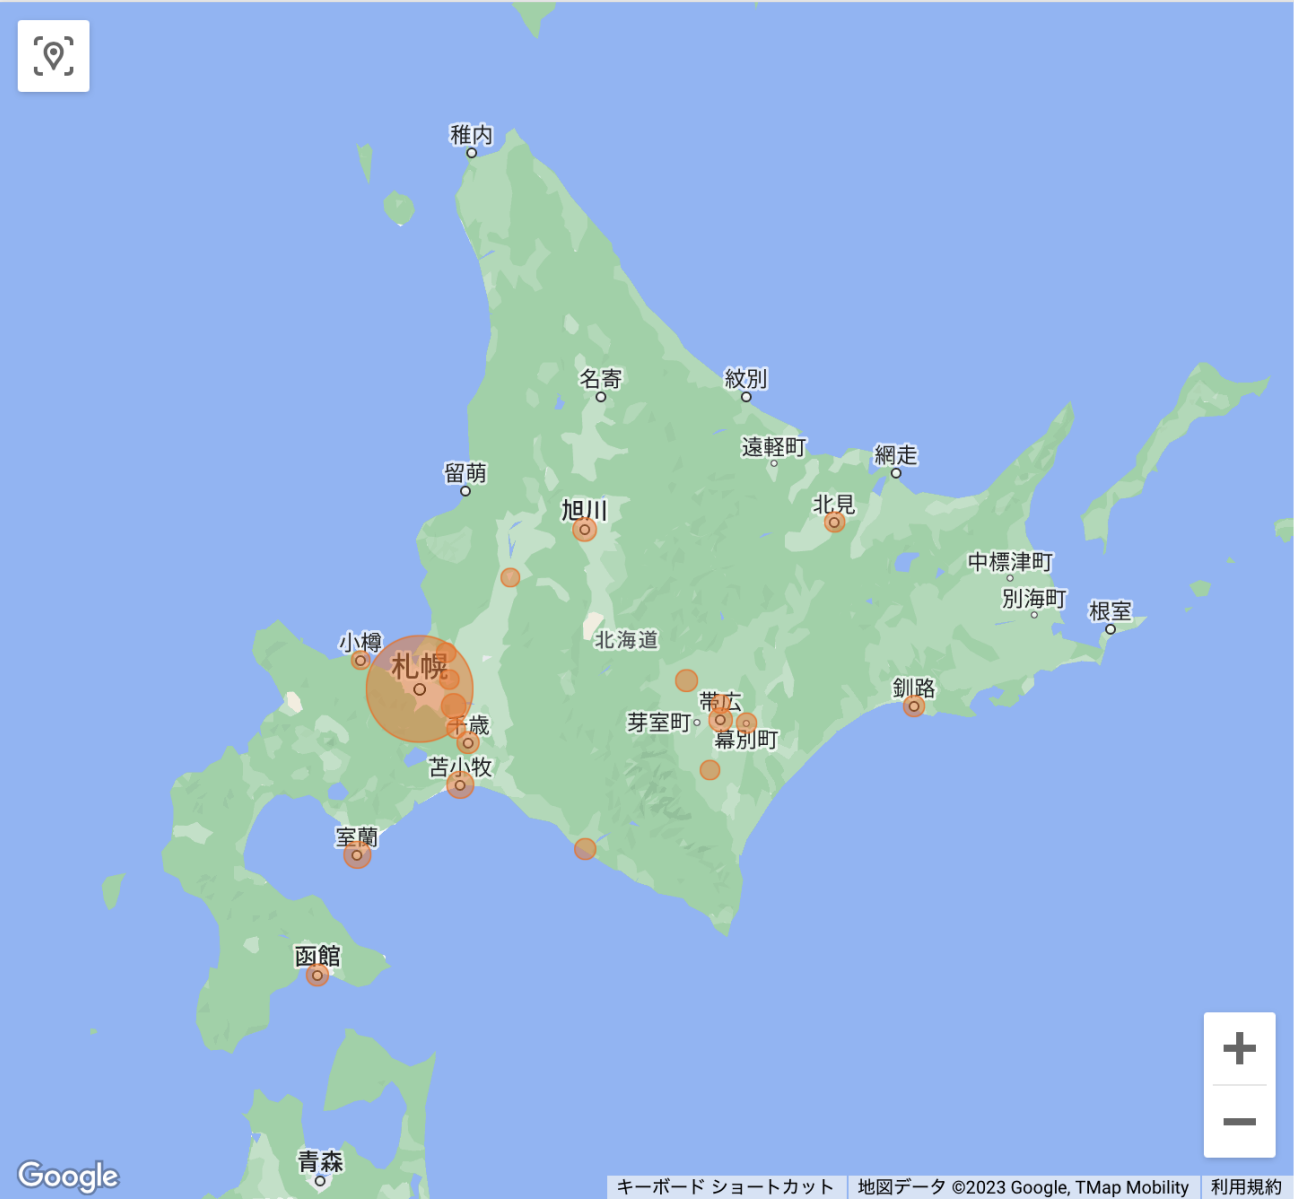 稚内
名寄
紋別
遠軽町
網走
留萌
旭川
北見
中標津町
別海町
根室
小樽
北海道
札幌
釧路
帯広
芽室町
千歳
幕別町
苫小牧
室蘭
函館
青森
Google
キーボード ショートカット
地図データ ©2023 Google, TMap Mobility
利用規約